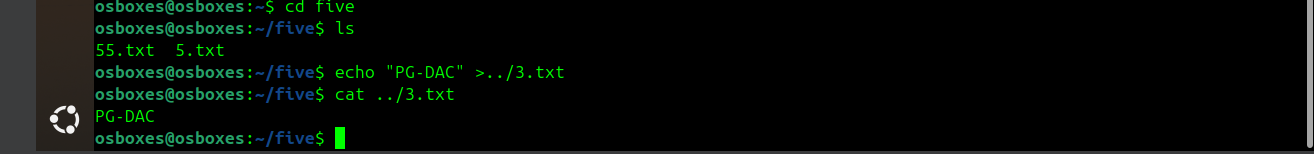 osboxes@osboxes:~$ cd five
osboxes@osboxes:~/five$ ls
55.txt  5.txt
osboxes@osboxes:~/five$ echo "PG-DAC" >../3.txt
osboxes@osboxes:~/five$ cat ../3.txt
PG-DAC
osboxes@osboxes:~/five$